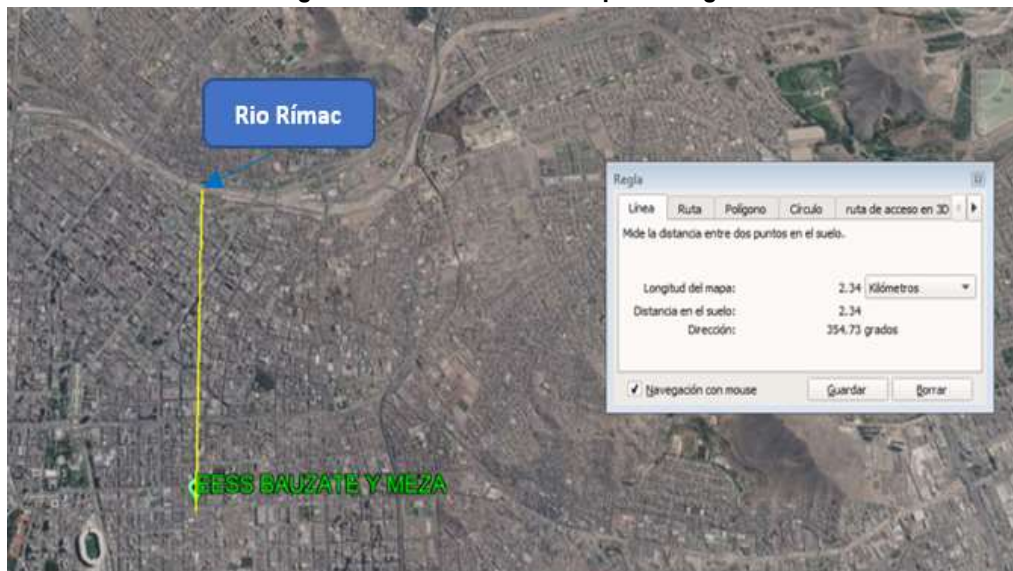 Rio Rímac
Regla
Línea Ruta Polígono Círculo ruta de acceso en 3D
Mide la distancia entre dos puntos en el suelo.
Longitud del mapa: 2.34 Kilómetros
Distancia en el suelo: 2.34
Dirección: 354.73 grados
Navegación con mouse Guardar Borrar
EESS BAUZATE Y MEZA